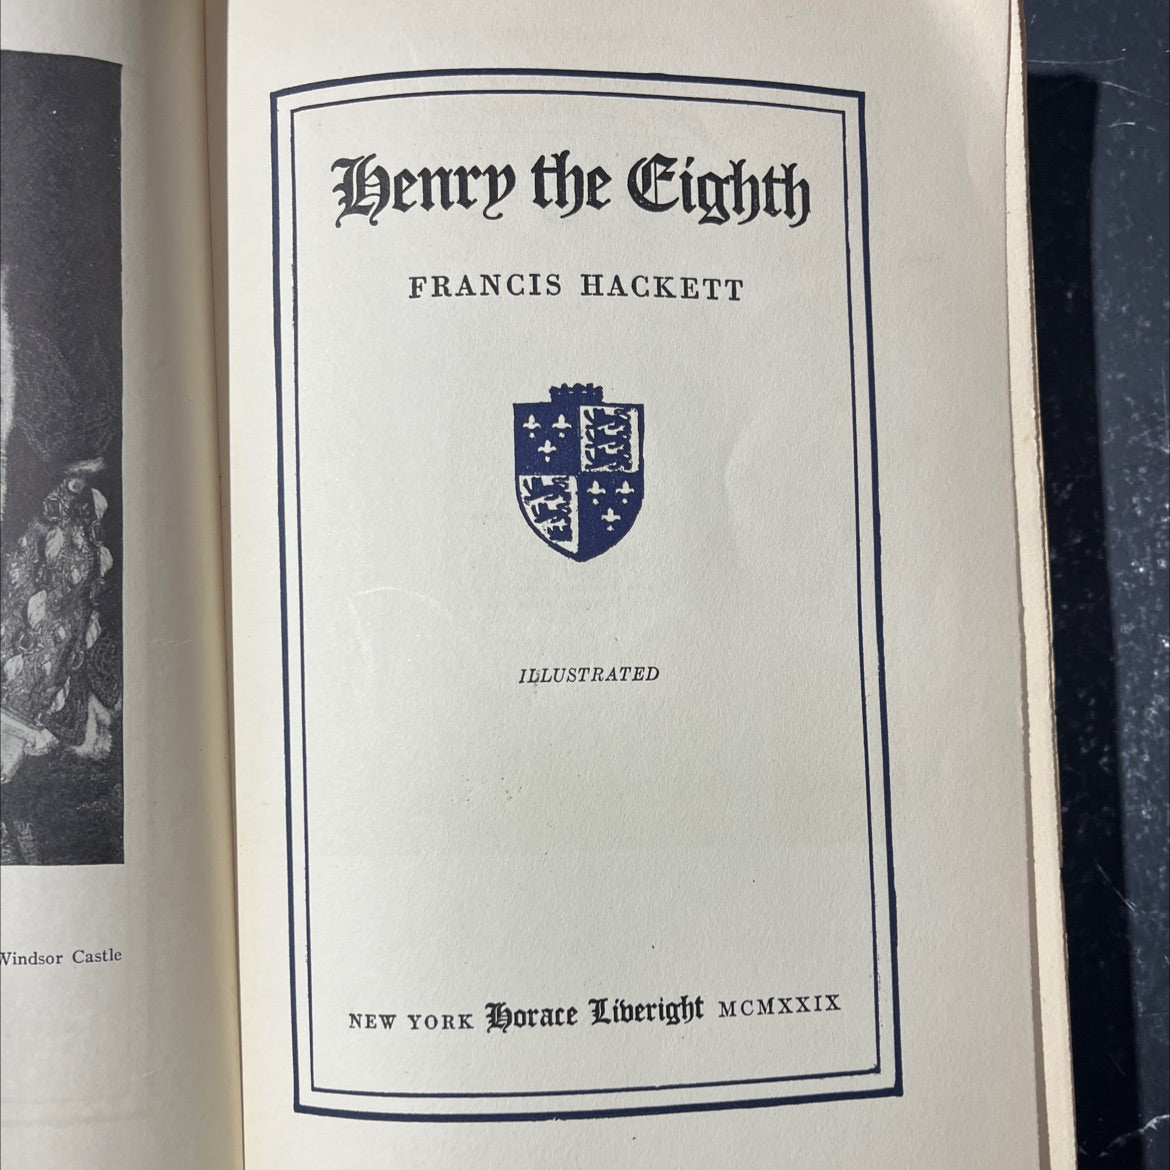 Henry the Eighth
FRANCIS HACKETT
ILLUSTRATED
Windsor Castle
NEW YORK Horace Liveright MCMXXIX